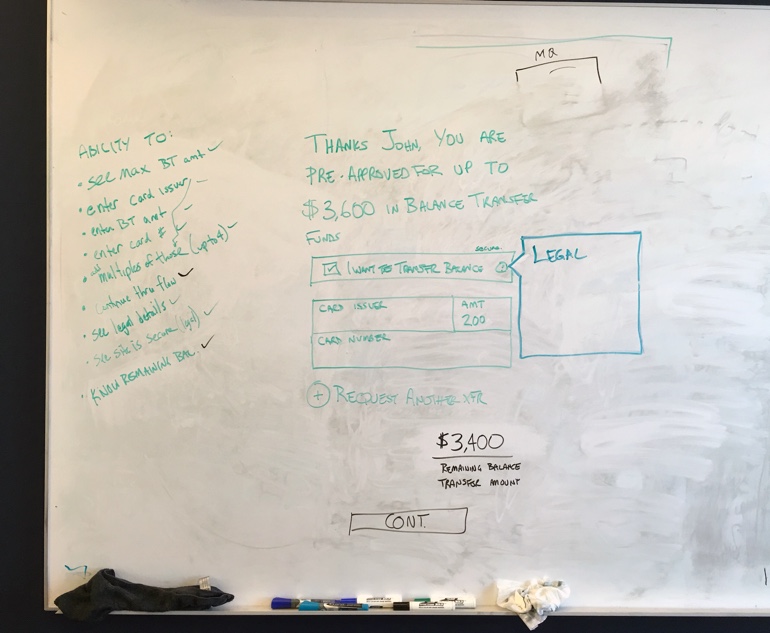 MQ
ABILITY TO:
• see max BT amt. ✓
• enter card issuer
• enter BT amt
• enter card #
• multiples of those (up to 4) ✓
• continue thru flow ✓
• see legal details ✓
• see site is secure (lgl) ✓
• KNOW REMAINING BAL. ✓
THANKS JOHN, YOU ARE
PRE-APPROVED FOR UP TO
$3,600 IN BALANCE TRANSFER
FUNDS
I WANT TO TRANSFER BALANCE
LEGAL
CARD ISSUER
AMT
200
CARD NUMBER
+ REQUEST ANOTHER XFR
$3,400
REMAINING BALANCE
TRANSFER AMOUNT
CONT.